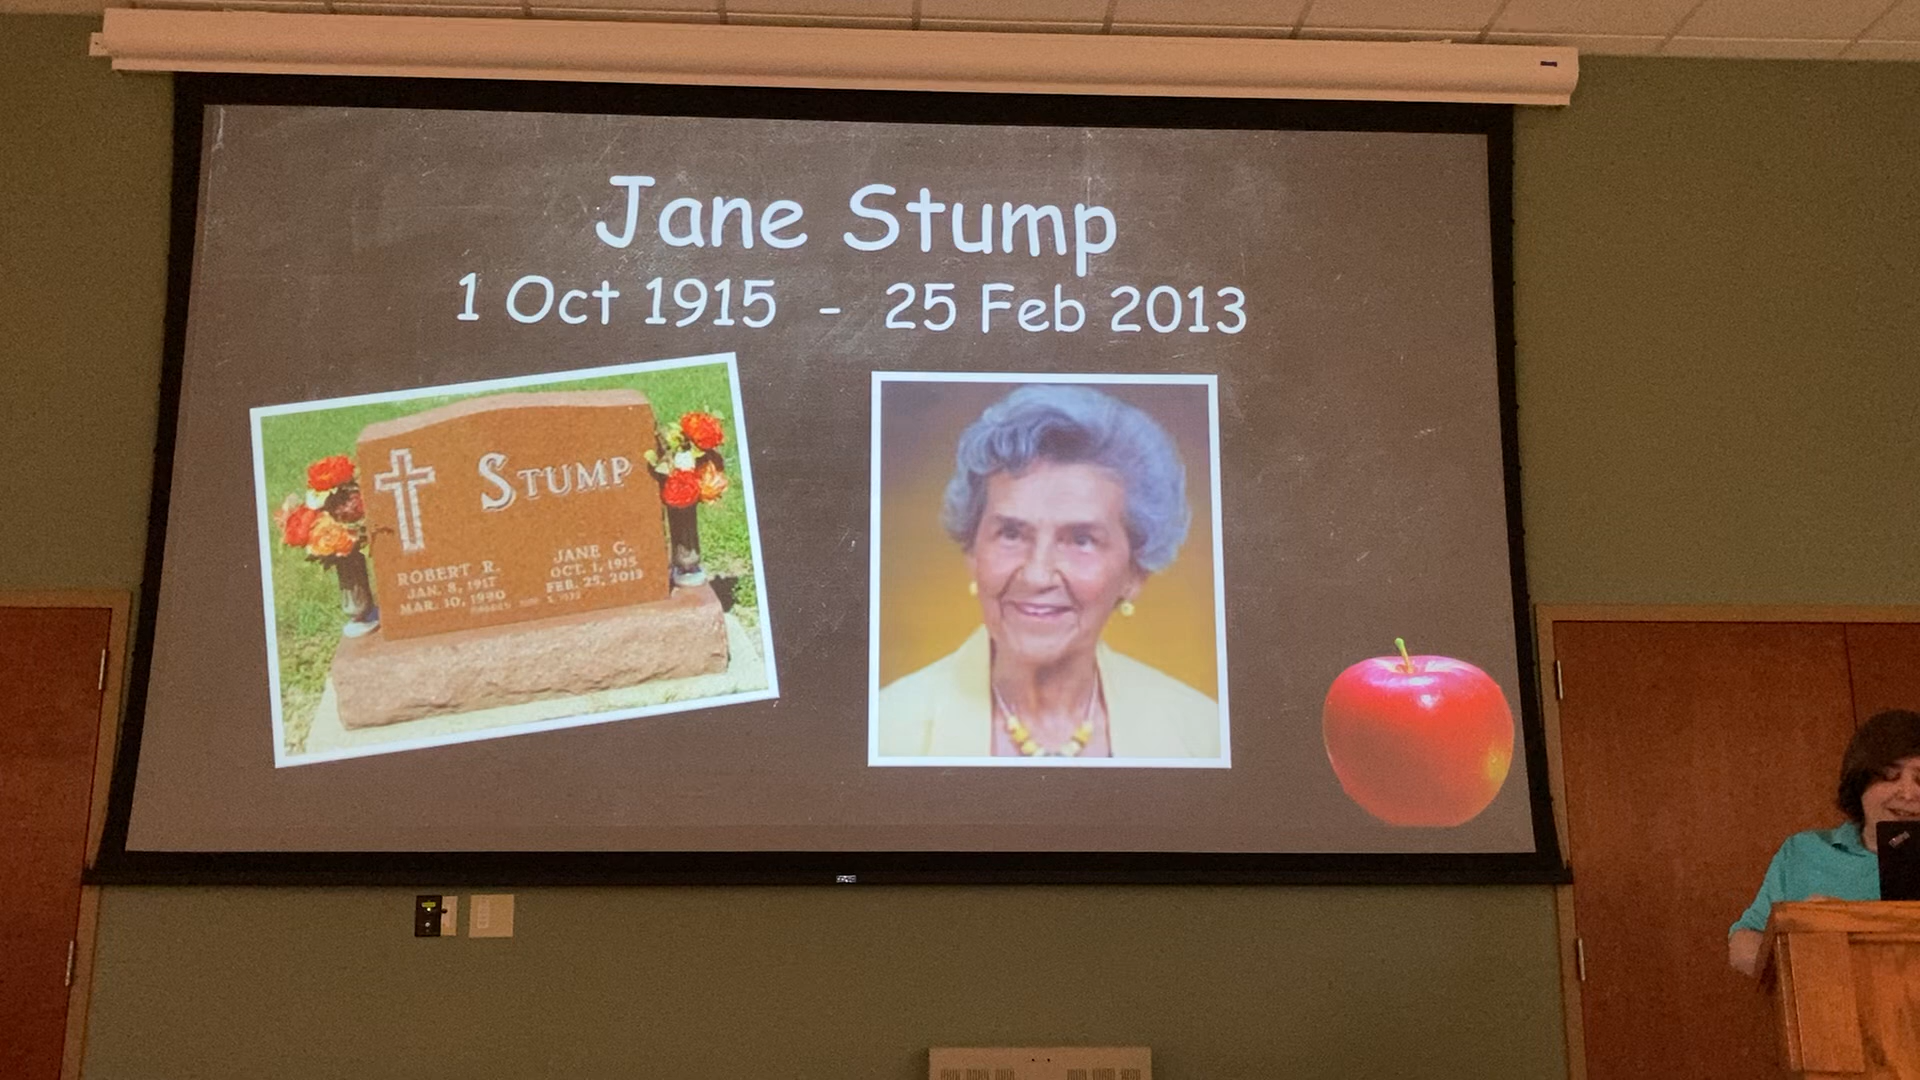 Jane Stump
1 Oct 1915 - 25 Feb 2013
STUMP
ROBERT R.
JAN. 8, 1917
MAR. 10, 1990
JANE G.
OCT. 1, 1915
FEB. 25, 2013